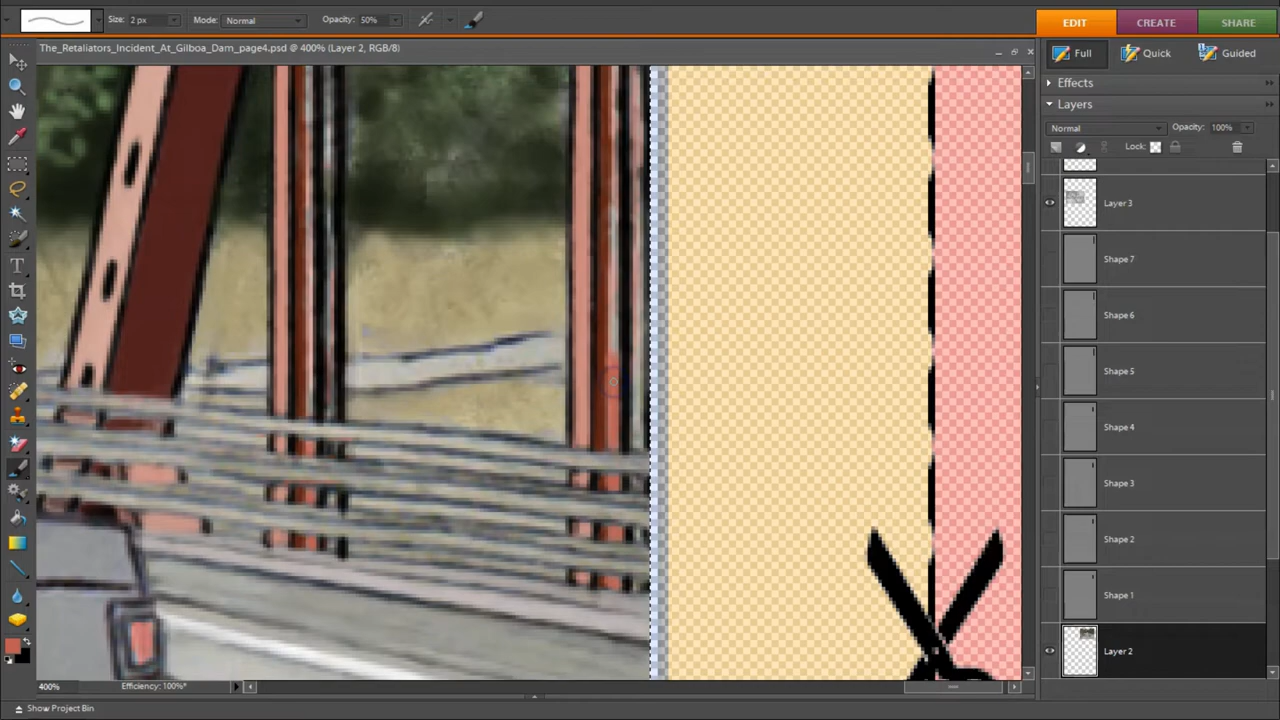 Size: 2 px Mode: Normal Opacity: 50%
EDIT CREATE SHARE
The_Retaliators_Incident_At_Gilboa_Dam_page4.psd @ 400% (Layer 2, RGB/8)
Full Quick Guided
Effects
Layers
Normal Opacity: 100%
Lock:
Layer 3
Shape 7
Shape 6
Shape 5
Shape 4
Shape 3
Shape 2
Shape 1
Layer 2
400% Efficiency: 100%*
Show Project Bin